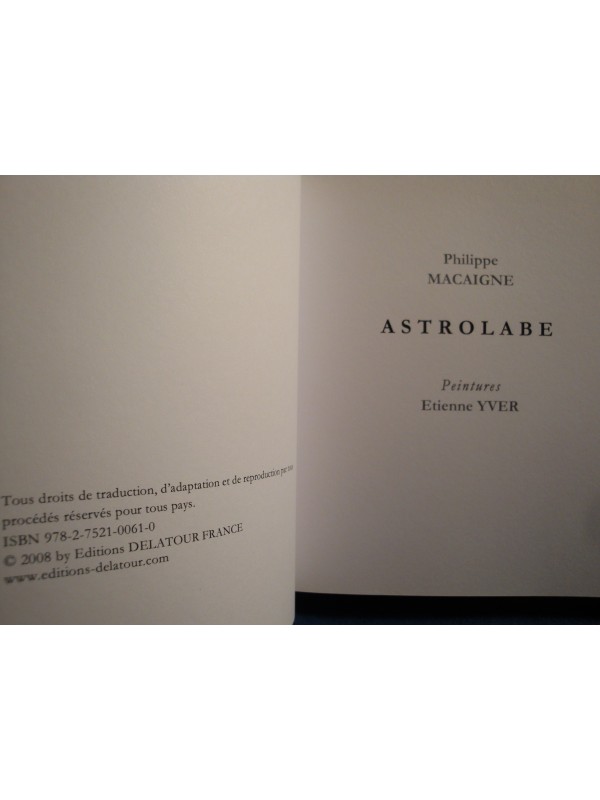 Tous droits de traduction, d'adaptation et de reproduction par tous
procédés réservés pour tous pays.
ISBN 978-2-7521-0061-0
© 2008 by Editions DELATOUR FRANCE
www.editions-delatour.com
Philippe
MACAIGNE
ASTROLABE
Peintures
Etienne YVER